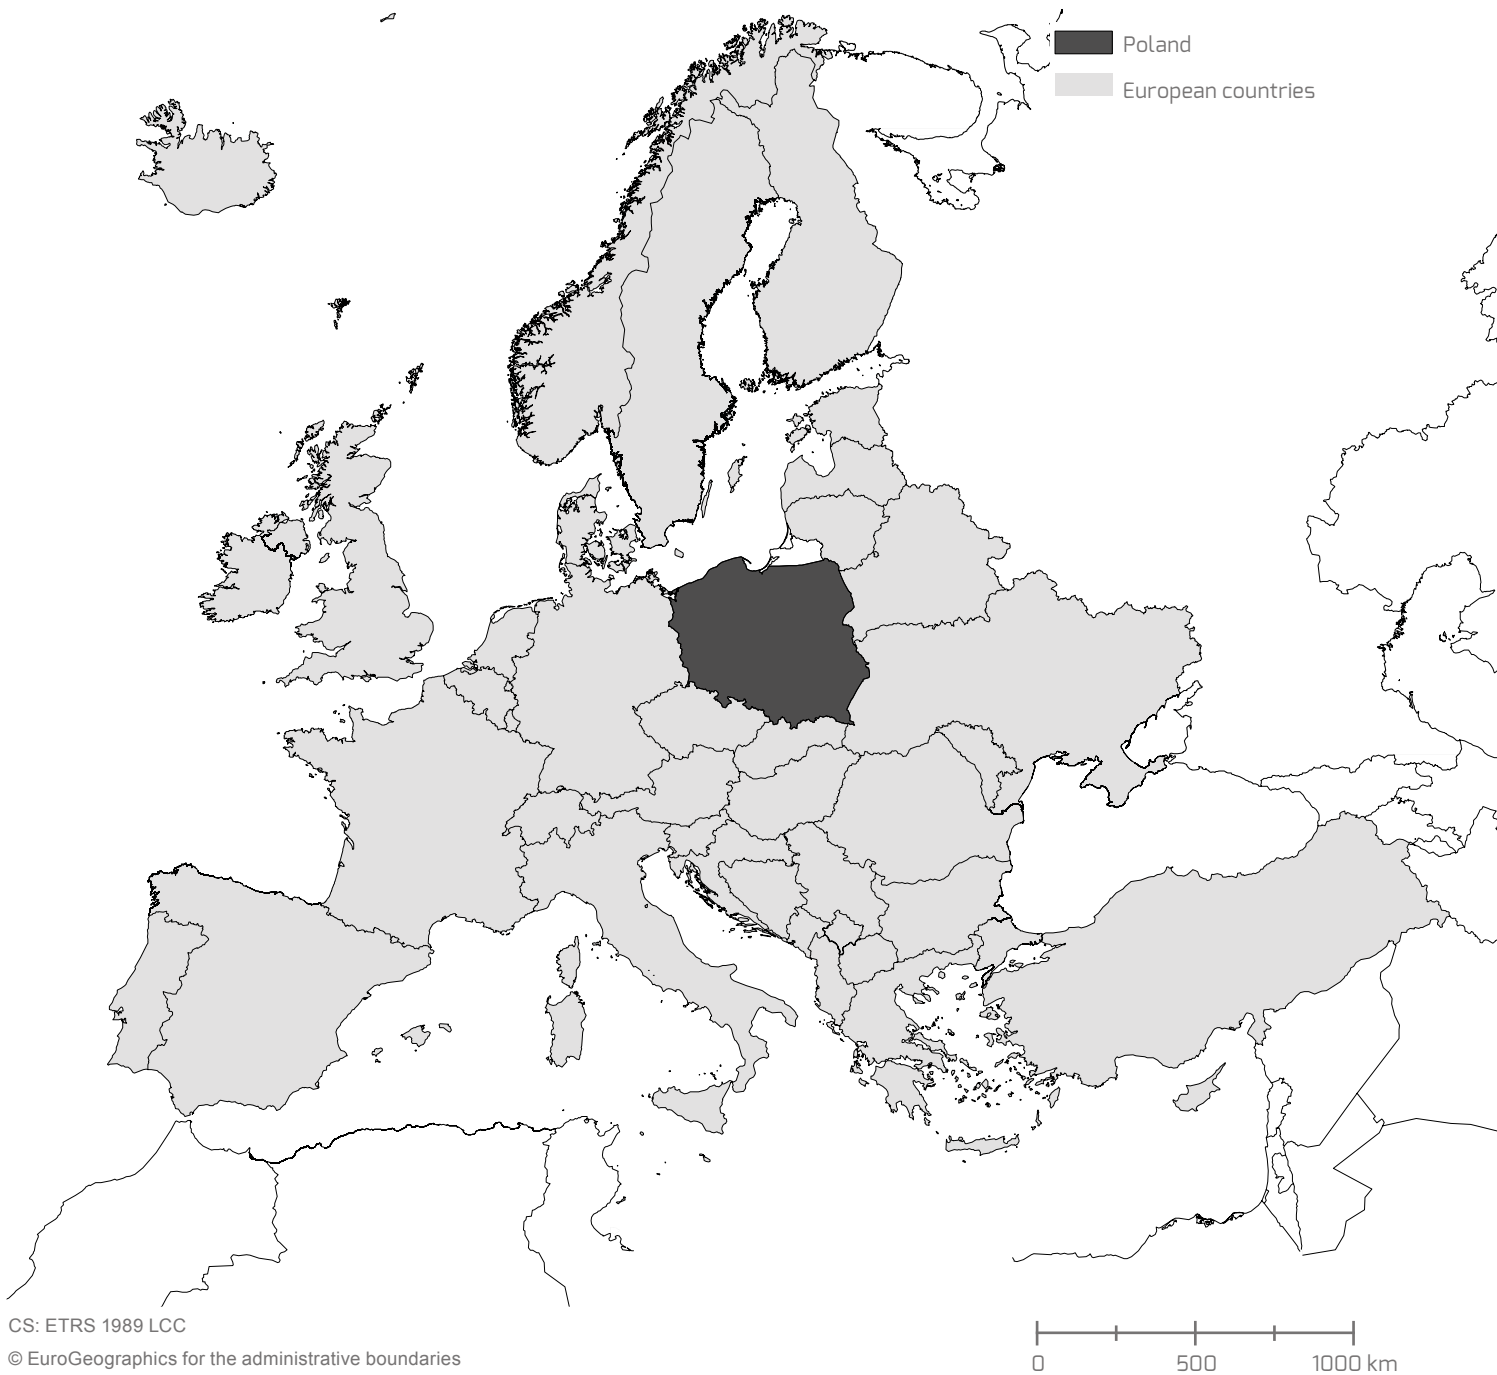 Poland
European countries
CS: ETRS 1989 LCC
© EuroGeographics for the administrative boundaries
0 500 1000 km